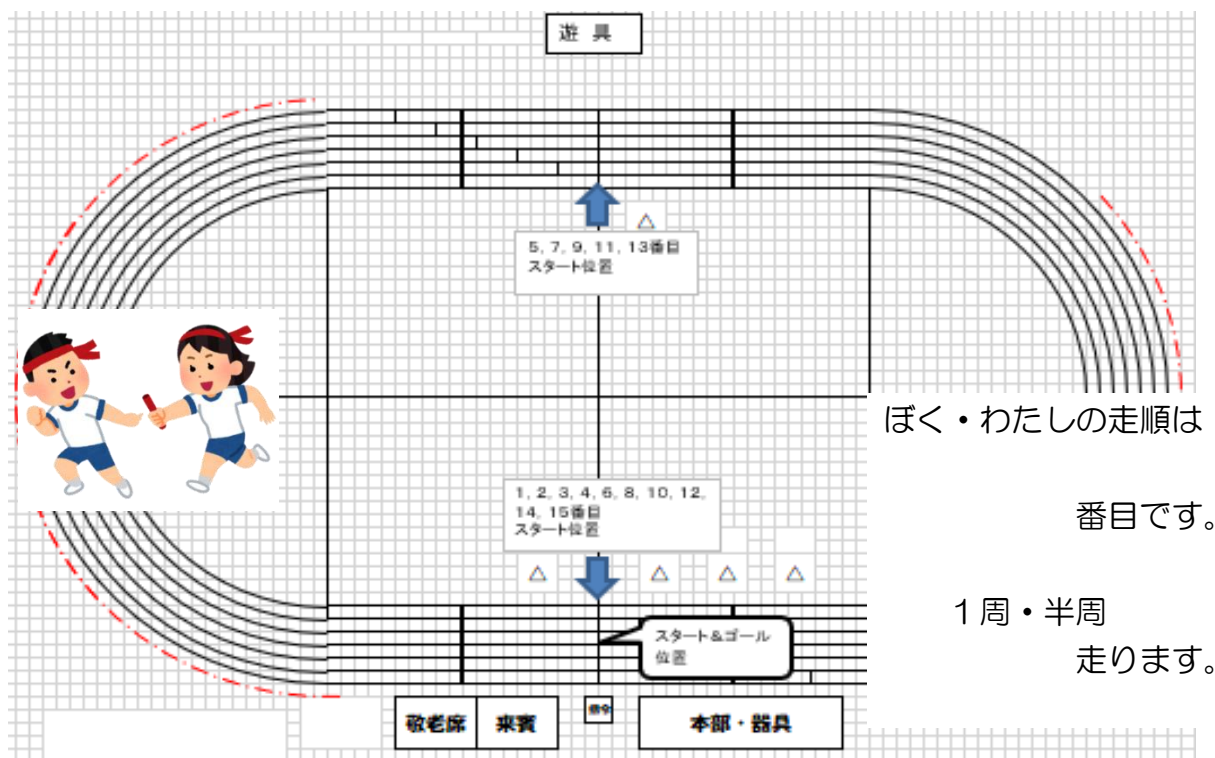 遊 具
5, 7, 9, 11, 13番目
スタート位置
ぼく・わたしの走順は
番目です。
1, 2, 3, 4, 6, 8, 10, 12,
14, 15番目
スタート位置
１周・半周
走ります。
スタート&ゴール
位置
敬老席
来賓
本部・器具